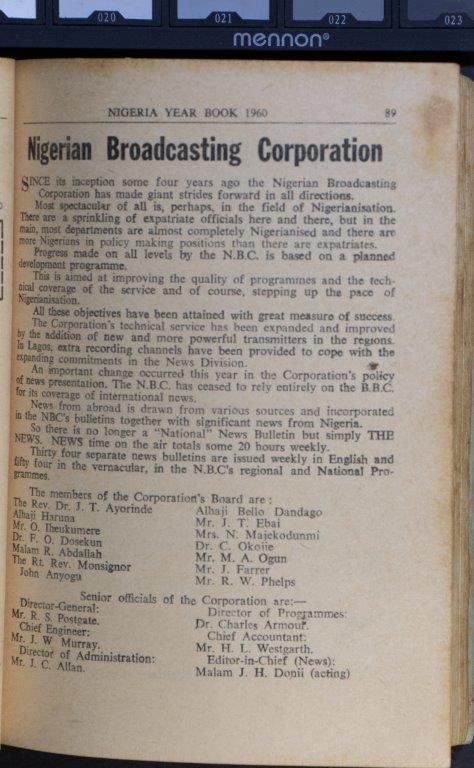 020
021
022
023
mennon®
NIGERIA YEAR BOOK 1960 89
Nigerian Broadcasting Corporation
SINCE its inception some four years ago the Nigerian Broadcasting
Corporation has made giant strides forward in all directions.
Most spectacular of all is, perhaps, in the field of Nigerianisation.
There are a sprinkling of expatriate officials here and there, but in the
main, most departments are almost completely Nigerianised and there are
more Nigerians in policy making positions than there are expatriates.
Progress made on all levels by the N.B.C. is based on a planned
development programme.
This is aimed at improving the quality of programmes and the tech-
nical coverage of the service and of course, stepping up the pace of
Nigerianisation.
All these objectives have been attained with great measure of success.
The Corporation's technical service has been expanded and improved
by the addition of new and more powerful transmitters in the regions.
In Lagos, extra recording channels have been provided to cope with the
expanding commitments in the News Division.
An important change occurred this year in the Corporation's policy
of news presentation. The N.B.C. has ceased to rely entirely on the B.B.C.
for its coverage of international news.
News from abroad is drawn from various sources and incorporated
in the NBC's bulletins together with significant news from Nigeria.
So there is no longer a "National" News Bulletin but simply THE
NEWS. NEWS time on the air totals some 20 hours weekly.
Thirty four separate news bulletins are issued weekly in English and
fifty four in the vernacular, in the N.B.C's regional and National Pro-
grammes.
The members of the Corporation's Board are :
The Rev. Dr. J. T. Ayorinde
Alhaji Haruna
Mr. O. Iheukumere
Dr. F. O. Dosekun
Malam R. Abdallah
The Rt. Rev. Monsignor
John Anyogu
Alhaji Bello Dandago
Mr. J. T. Ebai
Mrs. N. Majekodunmi
Dr. C. Okojie
Mr. M. A. Ogun
Mr. J. Farrer
Mr. R. W. Phelps
Senior officials of the Corporation are:—
Director-General:
Mr. R. S. Postgate.
Chief Engineer:
Mr. J. W Murray.
Director of Administration:
Mr. J. C. Allan.
Director of Programmes:
Dr. Charles Armour.
Chief Accountant:
Mr. H. L. Westgarth.
Editor-in-Chief (News):
Malam J. H. Donii (acting)